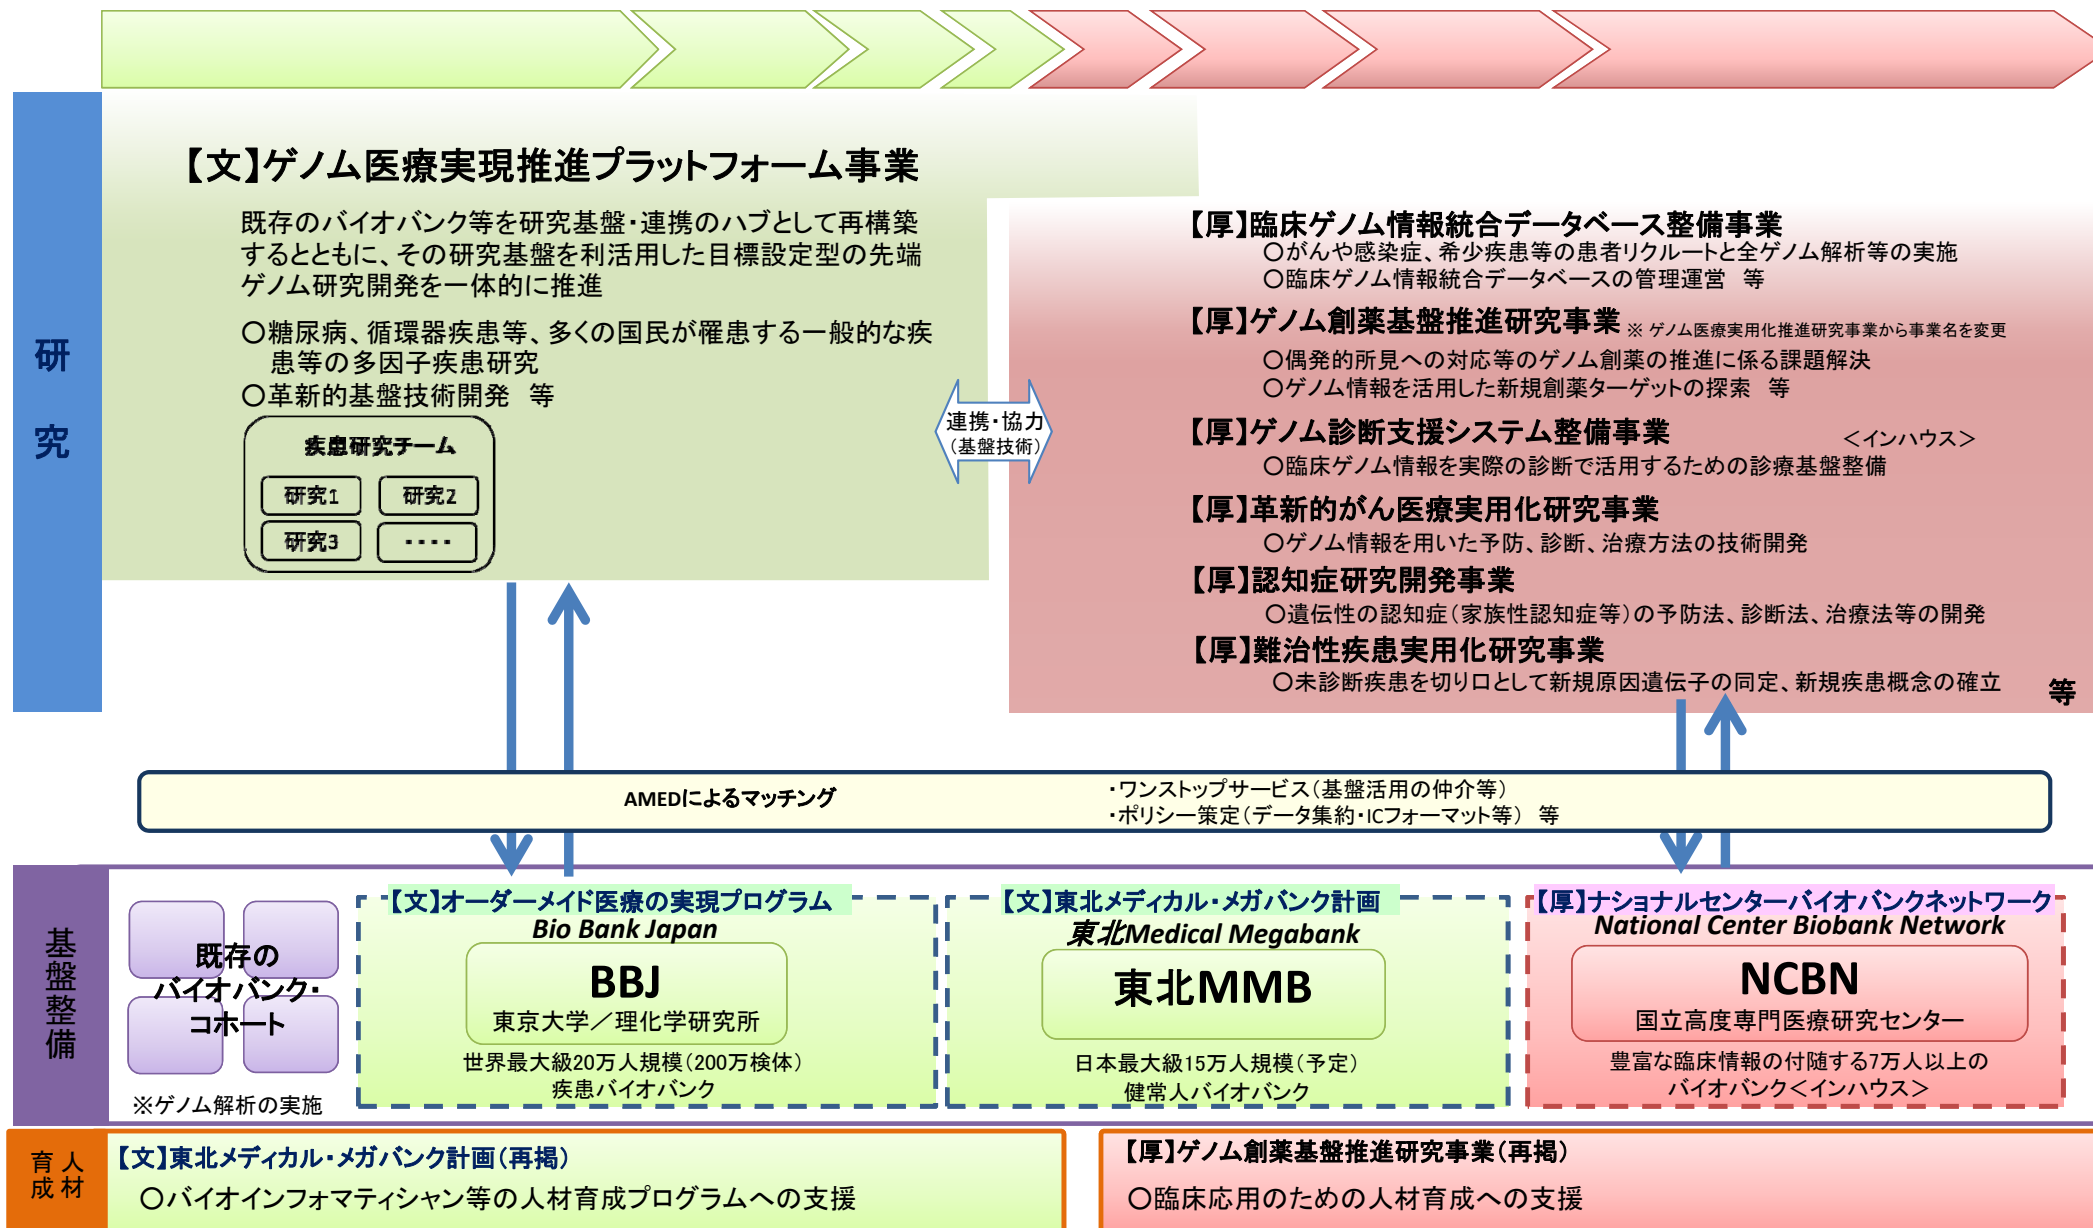 研究
【文】ゲノム医療実現推進プラットフォーム事業
既存のバイオバンク等を研究基盤・連携のハブとして再構築
するとともに、その研究基盤を利活用した目標設定型の先端
ゲノム研究開発を一体的に推進
○糖尿病、循環器疾患等、多くの国民が罹患する一般的な疾
患等の多因子疾患研究
○革新的基盤技術開発 等
疾患研究チーム
研究1
研究2
研究3
・・・・
連携・協力
(基盤技術)
【厚】臨床ゲノム情報統合データベース整備事業
○がんや感染症、希少疾患等の患者リクルートと全ゲノム解析等の実施
○臨床ゲノム情報統合データベースの管理運営 等
【厚】ゲノム創薬基盤推進研究事業 ※ ゲノム医療実用化推進研究事業から事業名を変更
○偶発的所見への対応等のゲノム創薬の推進に係る課題解決
○ゲノム情報を活用した新規創薬ターゲットの探索 等
【厚】ゲノム診断支援システム整備事業 <インハウス>
○臨床ゲノム情報を実際の診断で活用するための診療基盤整備
【厚】革新的がん医療実用化研究事業
○ゲノム情報を用いた予防、診断、治療方法の技術開発
【厚】認知症研究開発事業
○遺伝性の認知症(家族性認知症等)の予防法、診断法、治療法等の開発
【厚】難治性疾患実用化研究事業
○未診断疾患を切り口として新規原因遺伝子の同定、新規疾患概念の確立
等
AMEDによるマッチング
・ワンストップサービス(基盤活用の仲介等)
・ポリシー策定(データ集約・ICフォーマット等) 等
基盤整備
既存の
バイオバンク・
コホート
※ゲノム解析の実施
【文】オーダーメイド医療の実現プログラム
Bio Bank Japan
BBJ
東京大学／理化学研究所
世界最大級20万人規模(200万検体)
疾患バイオバンク
【文】東北メディカル・メガバンク計画
東北Medical Megabank
東北MMB
日本最大級15万人規模(予定)
健常人バイオバンク
【厚】ナショナルセンターバイオバンクネットワーク
National Center Biobank Network
NCBN
国立高度専門医療研究センター
豊富な臨床情報の付随する7万人以上の
バイオバンク<インハウス>
人材
育成
【文】東北メディカル・メガバンク計画(再掲)
○バイオインフォマティシャン等の人材育成プログラムへの支援
【厚】ゲノム創薬基盤推進研究事業(再掲)
○臨床応用のための人材育成への支援